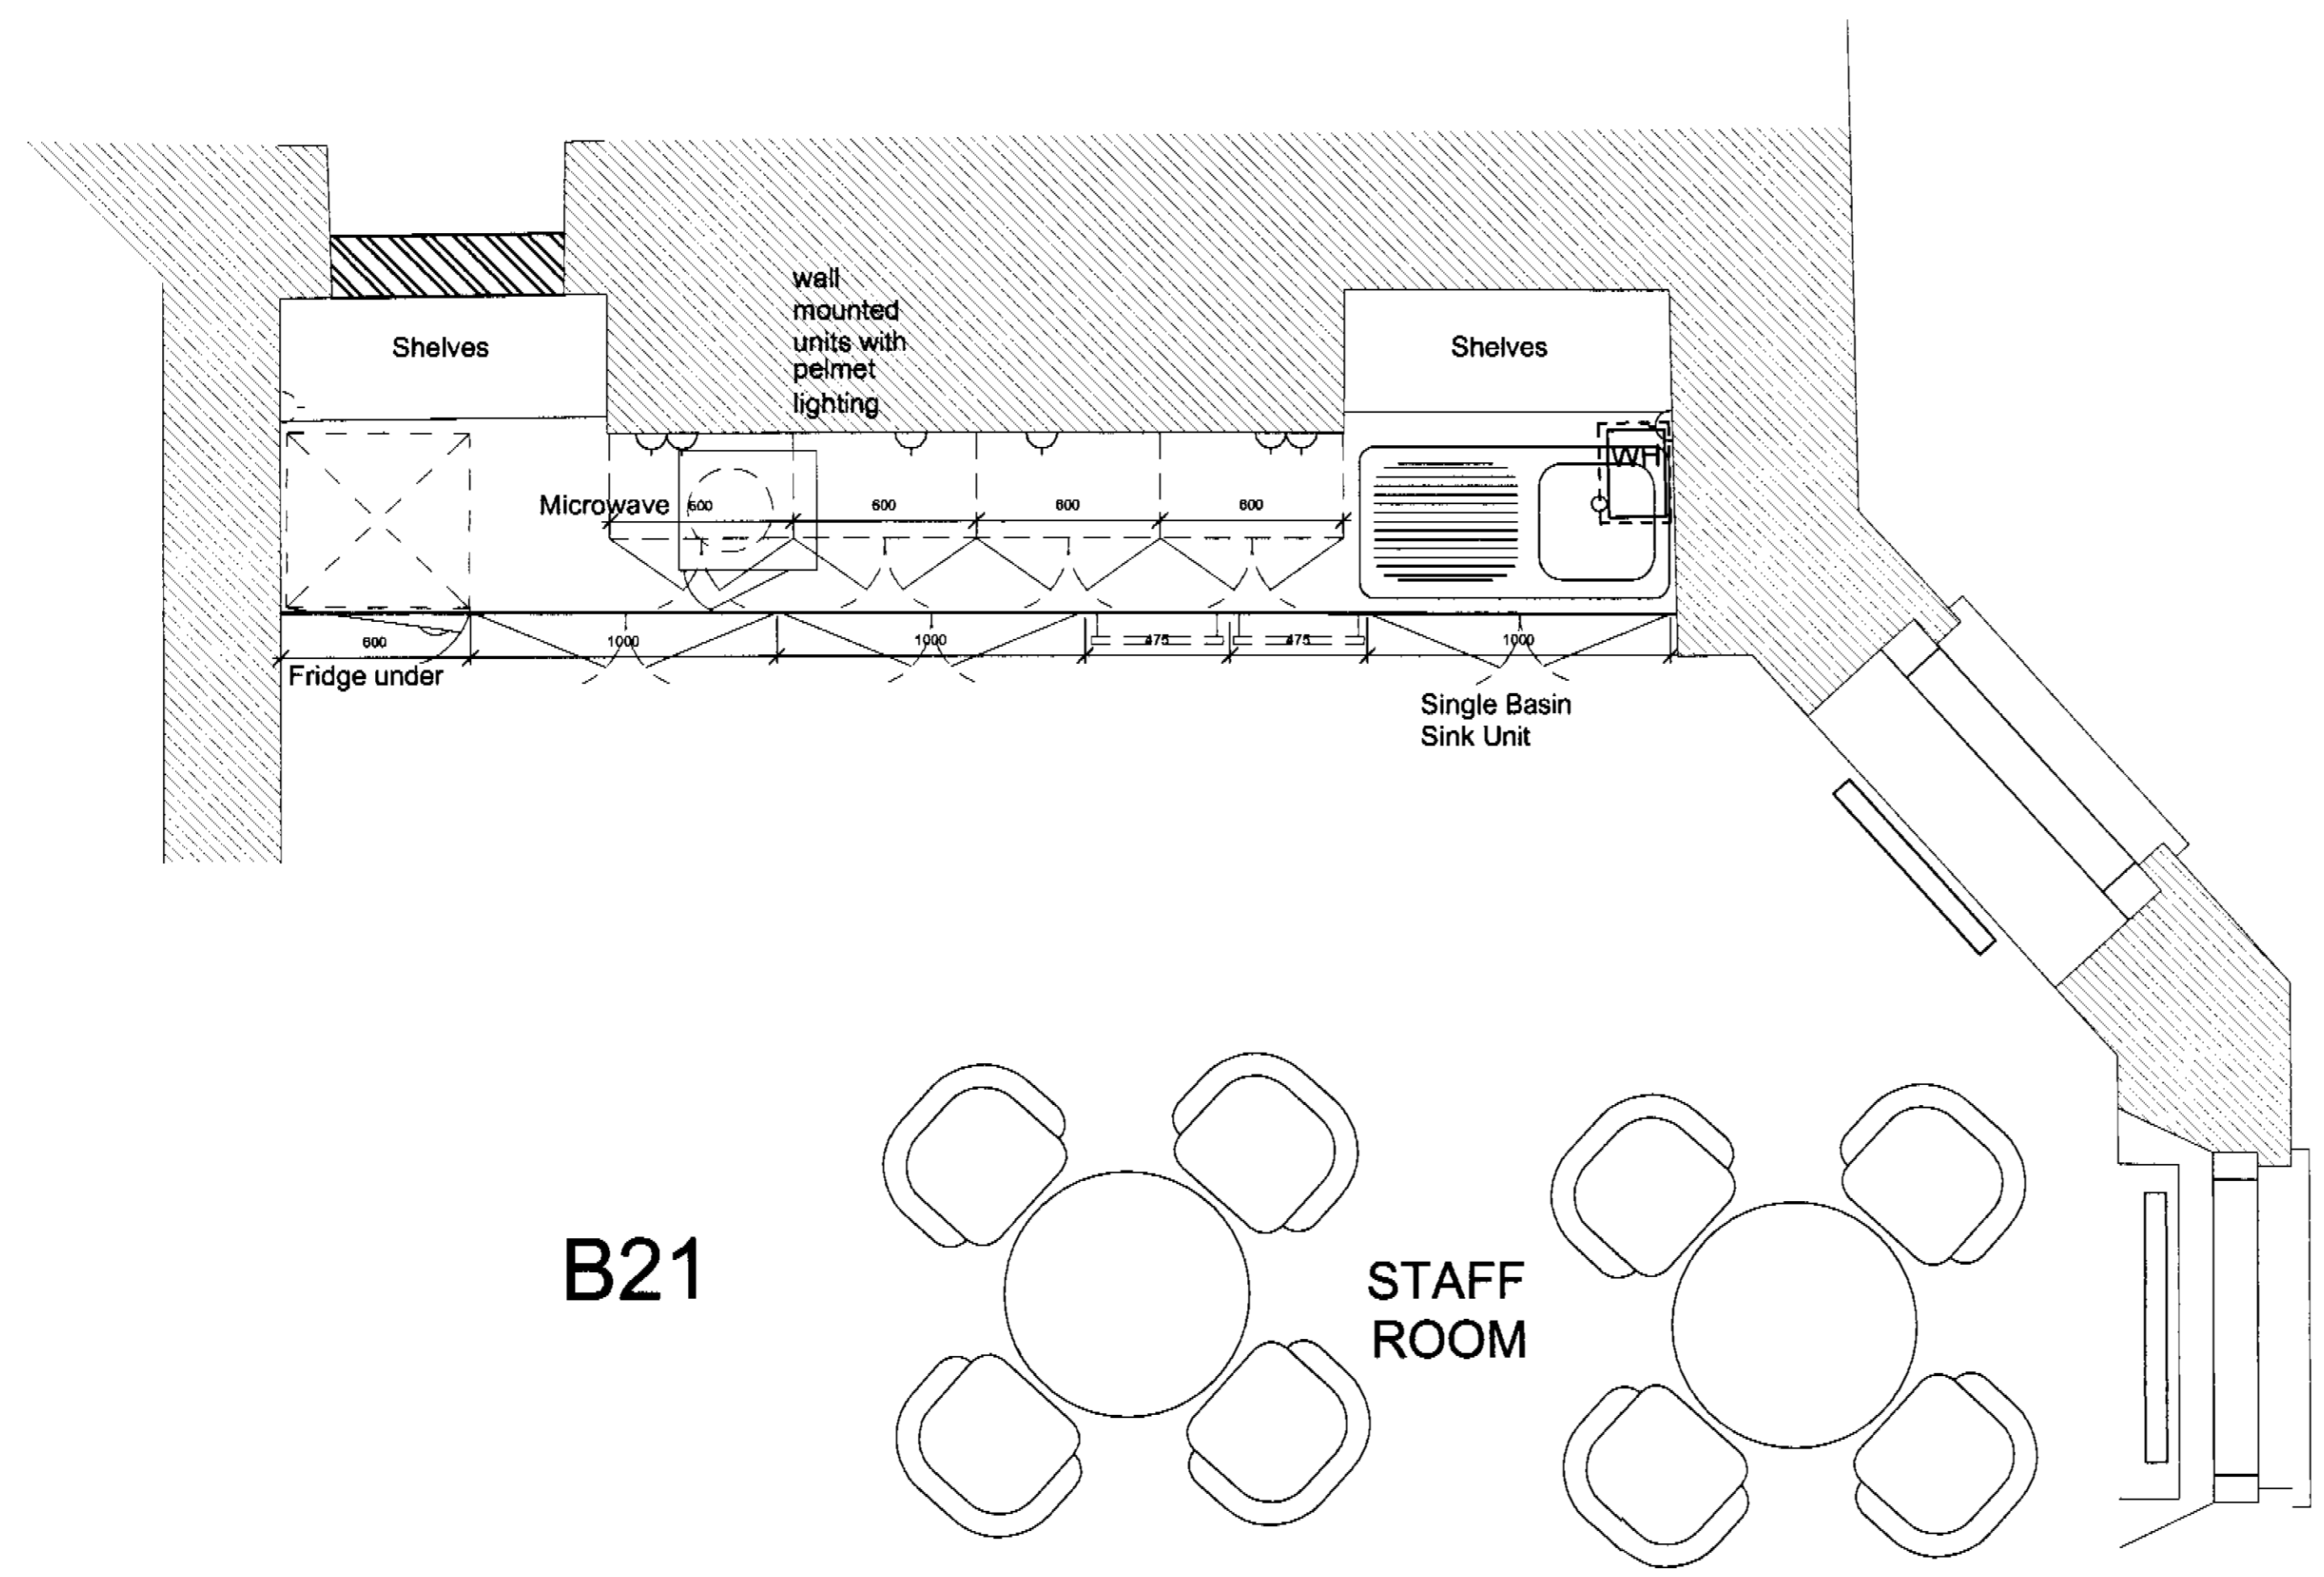 wall
mounted
units with
pelmet
lighting
Shelves
Shelves
WH
Microwave
600
600
600
600
600
1000
1000
475
475
1000
Fridge under
Single Basin
Sink Unit
B21
STAFF
ROOM